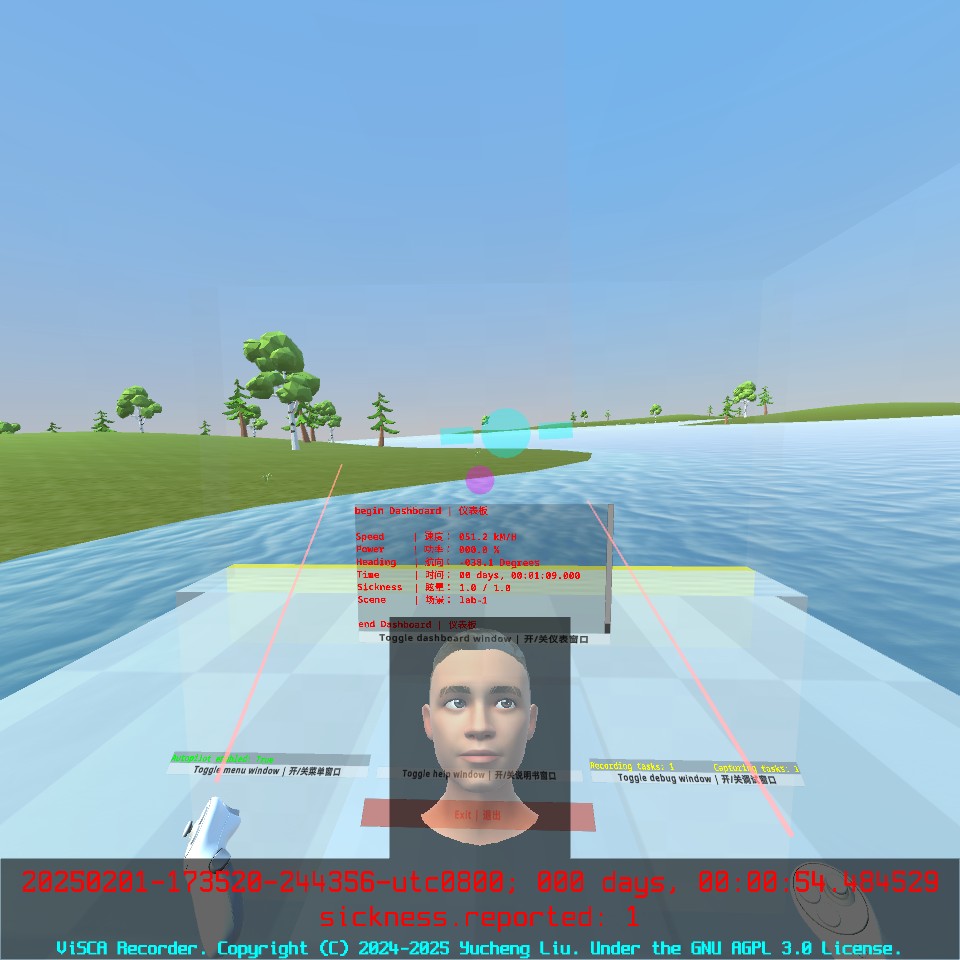 begin Dashboard | 仪表板
Speed | 速度: 051.2 kM/H
Power | 功率: 000.0 %
Heading | 航向: -038.1 Degrees
Time | 时间: 00 days, 00:01:09.000
Sickness | 眩晕: 1.0 / 1.0
Scene | 场景: lab-1
end Dashboard | 仪表板
Toggle dashboard window | 开/关仪表窗口
Autopilot enabled: True
Toggle menu window | 开/关菜单窗口
Toggle help window | 开/关说明书窗口
Recording tasks: 1 Capturing tasks: 1
Toggle debug window | 开/关调试窗口
Exit | 退出
20250201-173520-244356-utc0800; 000 days, 00:00:54.484529
sickness.reported: 1
ViSCA Recorder. Copyright (C) 2024-2025 Yucheng Liu. Under the GNU AGPL 3.0 License.